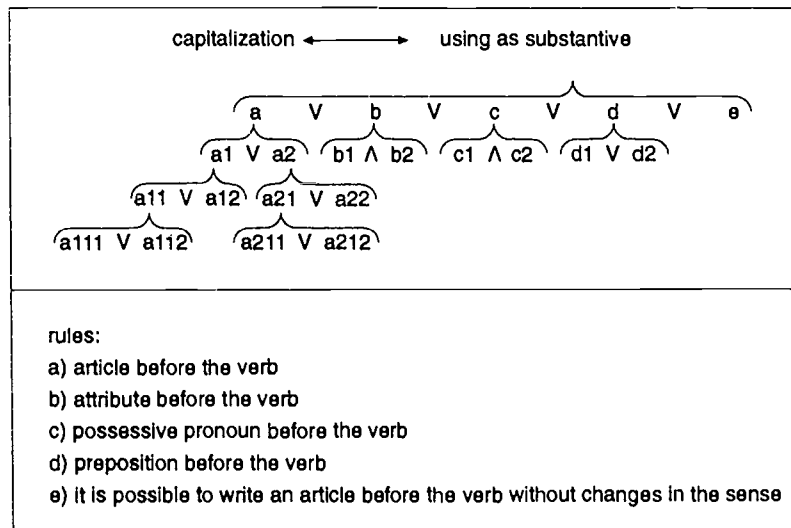 capitalization ⟷ using as substantive
a V b V c V d V e
a1 V a2 b1 Λ b2 c1 Λ c2 d1 V d2
a11 V a12 a21 V a22
a111 V a112 a211 V a212
rules:
a) article before the verb
b) attribute before the verb
c) possessive pronoun before the verb
d) preposition before the verb
e) it is possible to write an article before the verb without changes in the sense